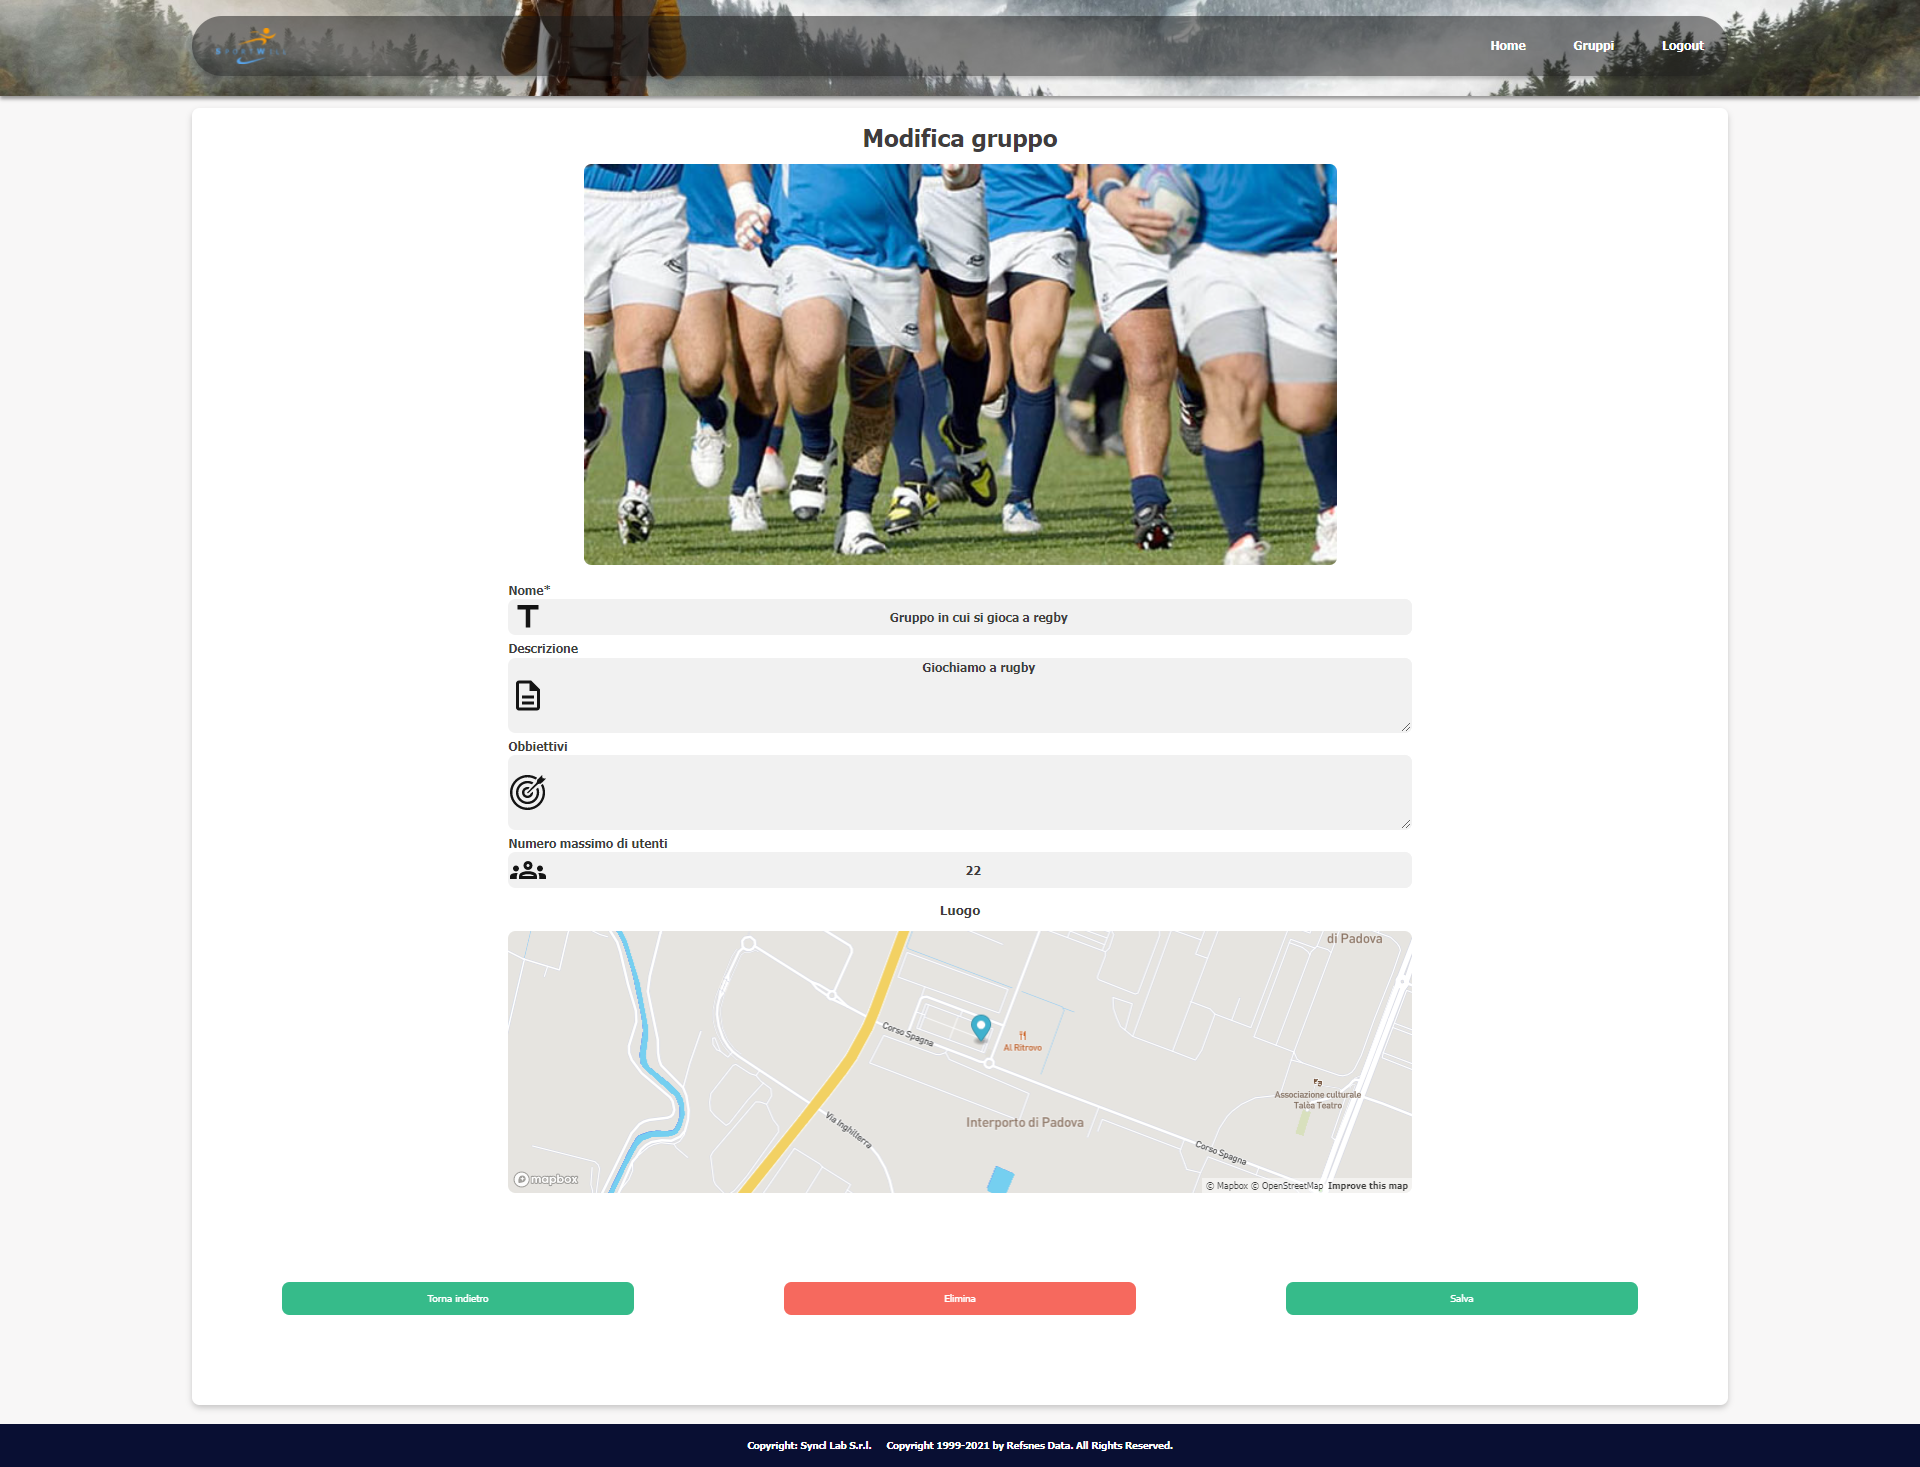 Home
Gruppi
Logout
Modifica gruppo
Nome*
Gruppo in cui si gioca a regby
Descrizione
Giochiamo a rugby
Obbiettivi
Numero massimo di utenti
22
Luogo
di Padova
Corso Spagna
Al Ritrovo
Associazione culturale
Talèa Teatro
Via Inghilterra
Interporto di Padova
Corso Spagna
mapbox
© Mapbox © OpenStreetMap Improve this map
Torna indietro
Elimina
Salva
Copyright: Syncl Lab S.r.l. Copyright 1999-2021 by Refsnes Data. All Rights Reserved.